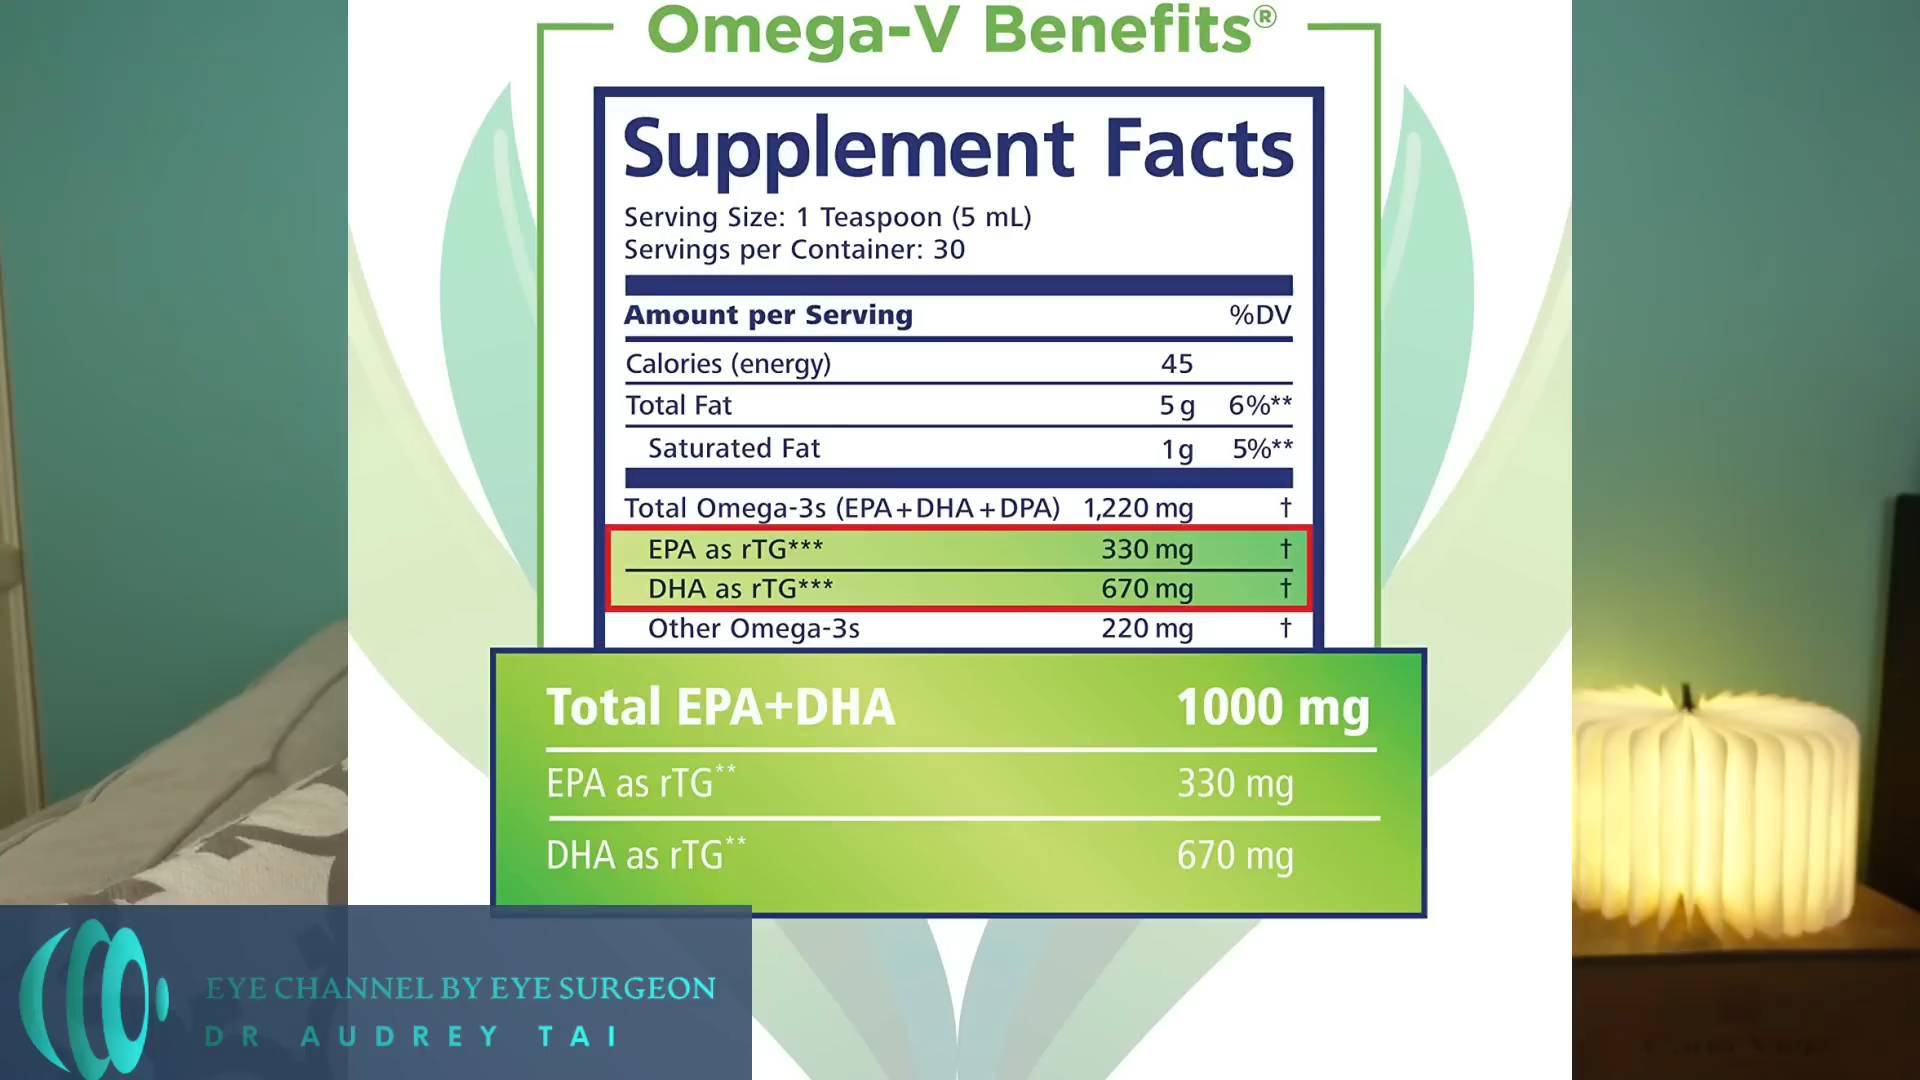 Omega-V Benefits®
Supplement Facts
Serving Size: 1 Teaspoon (5 mL)
Servings per Container: 30
Amount per Serving %DV
Calories (energy) 45
Total Fat 5 g 6%**
Saturated Fat 1 g 5%**
Total Omega-3s (EPA+DHA+DPA) 1,220 mg †
EPA as rTG*** 330 mg †
DHA as rTG*** 670 mg †
Other Omega-3s 220 mg †
Total EPA+DHA 1000 mg
EPA as rTG** 330 mg
DHA as rTG** 670 mg
EYE CHANNEL BY EYE SURGEON
DR AUDREY TAI